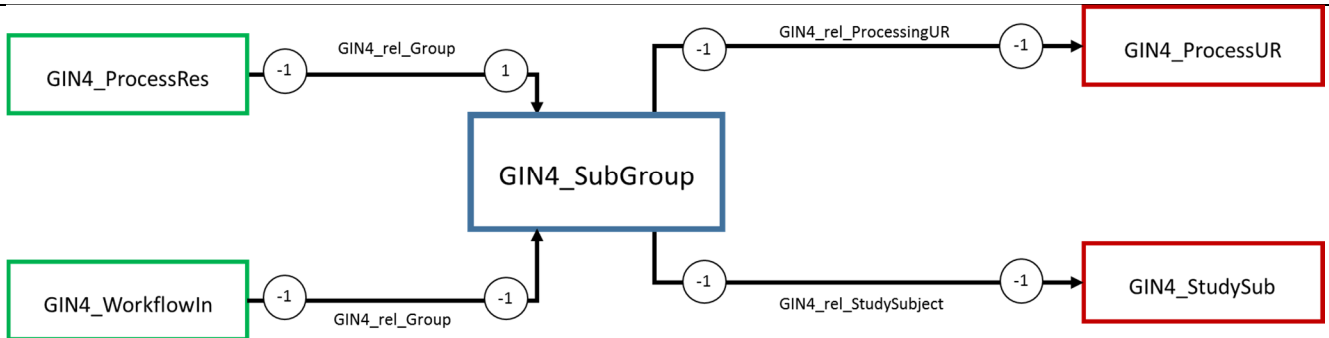 GIN4_ProcessRes
-1
GIN4_rel_Group
1
-1
GIN4_rel_ProcessingUR
-1
GIN4_ProcessUR
GIN4_SubGroup
GIN4_WorkflowIn
-1
GIN4_rel_Group
-1
-1
GIN4_rel_StudySubject
-1
GIN4_StudySub